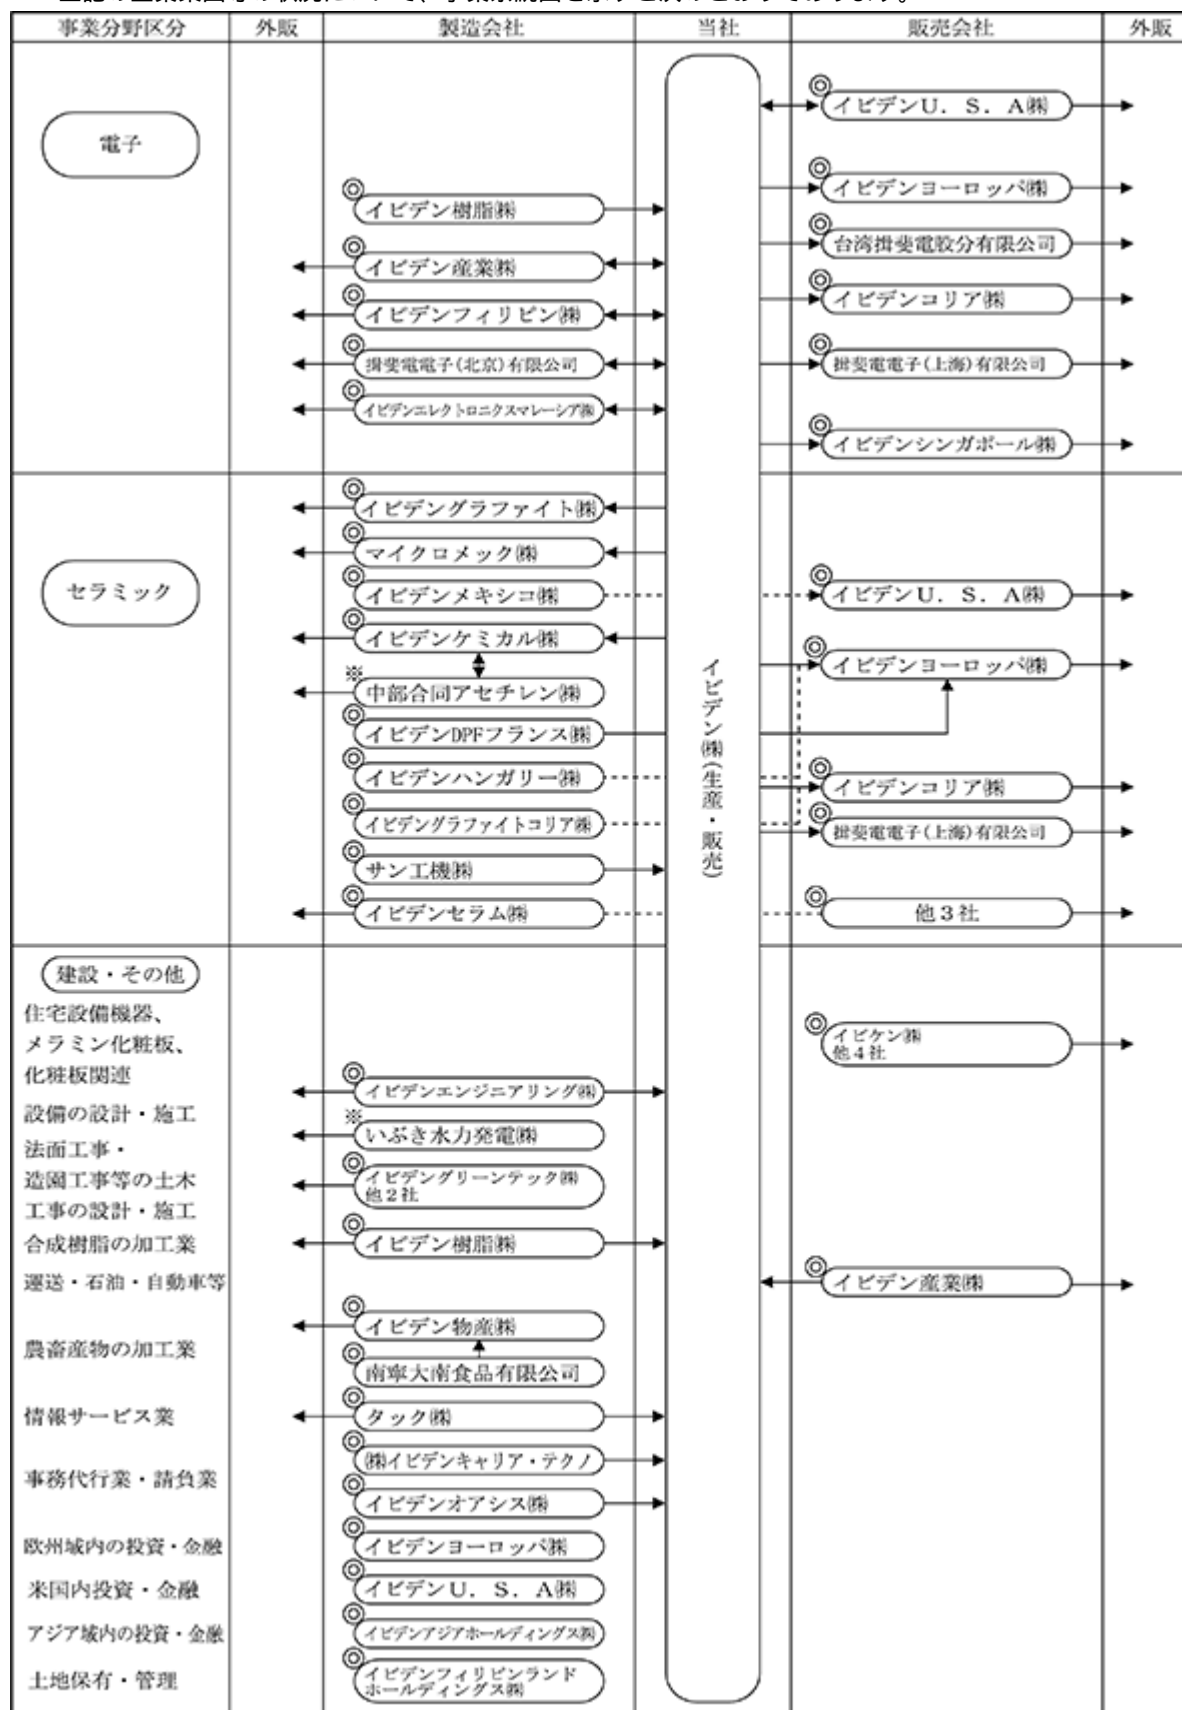 事業分野区分 外販 製造会社 当社 販売会社 外販
電子
◎イビデン樹脂㈱
◎イビデン産業㈱
◎イビデンフィリピン㈱
◎揖斐電電子(北京)有限公司
◎イビデンエレクトロニクスマレーシア㈱
◎イビデンU.S.A㈱
◎イビデンヨーロッパ㈱
◎台湾揖斐電股分有限公司
◎イビデンコリア㈱
◎揖斐電電子(上海)有限公司
◎イビデンシンガポール㈱
セラミック
◎イビデングラファイト㈱
◎マイクロメック㈱
◎イビデンメキシコ㈱
◎イビデンケミカル㈱
※中部合同アセチレン㈱
◎イビデンDPFフランス㈱
◎イビデンハンガリー㈱
◎イビデングラファイトコリア㈱
◎サン工機㈱
◎イビデンセラム㈱
イビデン㈱(生産・販売)
◎イビデンU.S.A㈱
◎イビデンヨーロッパ㈱
◎イビデンコリア㈱
◎揖斐電電子(上海)有限公司
◎他3社
建設・その他
住宅設備機器、
メラミン化粧板、
化粧板関連
◎イビケン㈱
他4社
設備の設計・施工
◎イビデンエンジニアリング㈱
※いぶき水力発電㈱
法面工事・
造園工事等の土木
工事の設計・施工
◎イビデングリーンテック㈱
他2社
合成樹脂の加工業
◎イビデン樹脂㈱
運送・石油・自動車等
◎イビデン産業㈱
農畜産物の加工業
◎イビデン物産㈱
◎南寧大南食品有限公司
情報サービス業
◎タック㈱
事務代行業・請負業
◎㈱イビデンキャリア・テクノ
◎イビデンオアシス㈱
欧州域内の投資・金融
◎イビデンヨーロッパ㈱
米国内投資・金融
◎イビデンU.S.A㈱
アジア域内の投資・金融
◎イビデンアジアホールディングス㈱
土地保有・管理
◎イビデンフィリピンランド
ホールディングス㈱